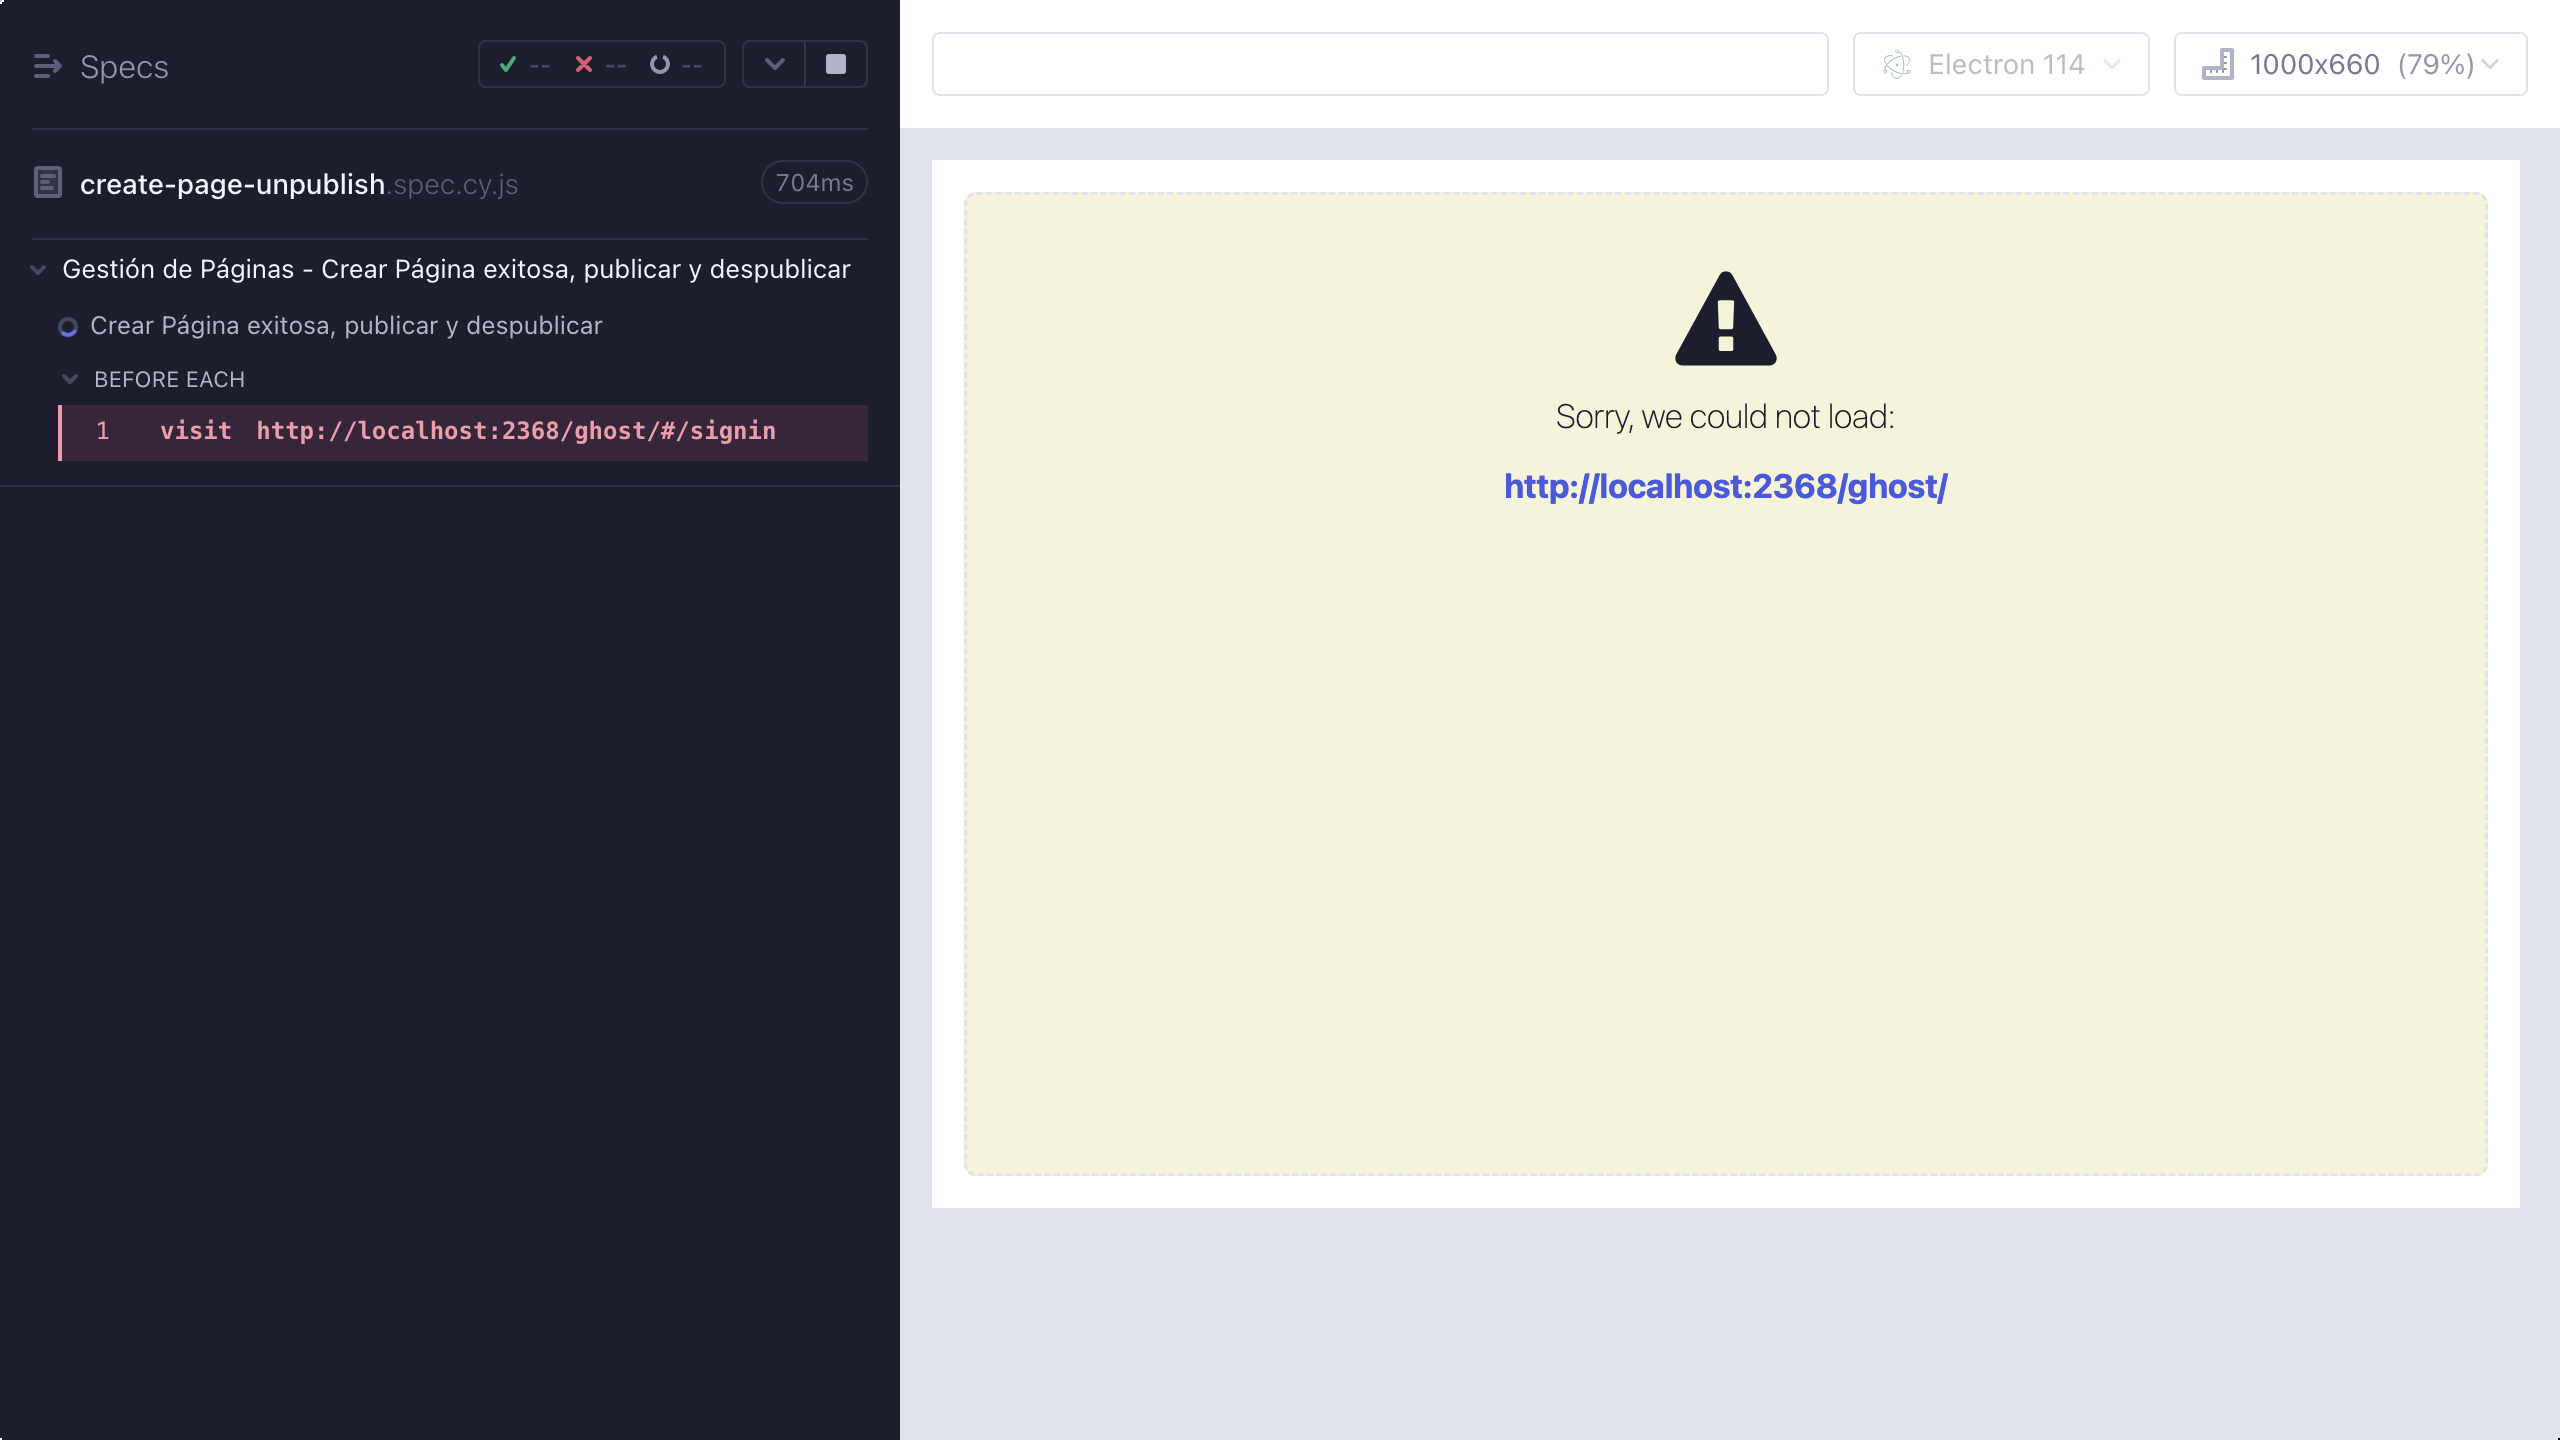 Specs -- -- --
create-page-unpublish.spec.cy.js 704ms
Gestión de Páginas - Crear Página exitosa, publicar y despublicar
Crear Página exitosa, publicar y despublicar
BEFORE EACH
1 visit http://localhost:2368/ghost/#/signin
Electron 114 1000x660 (79%)
Sorry, we could not load:
http://localhost:2368/ghost/